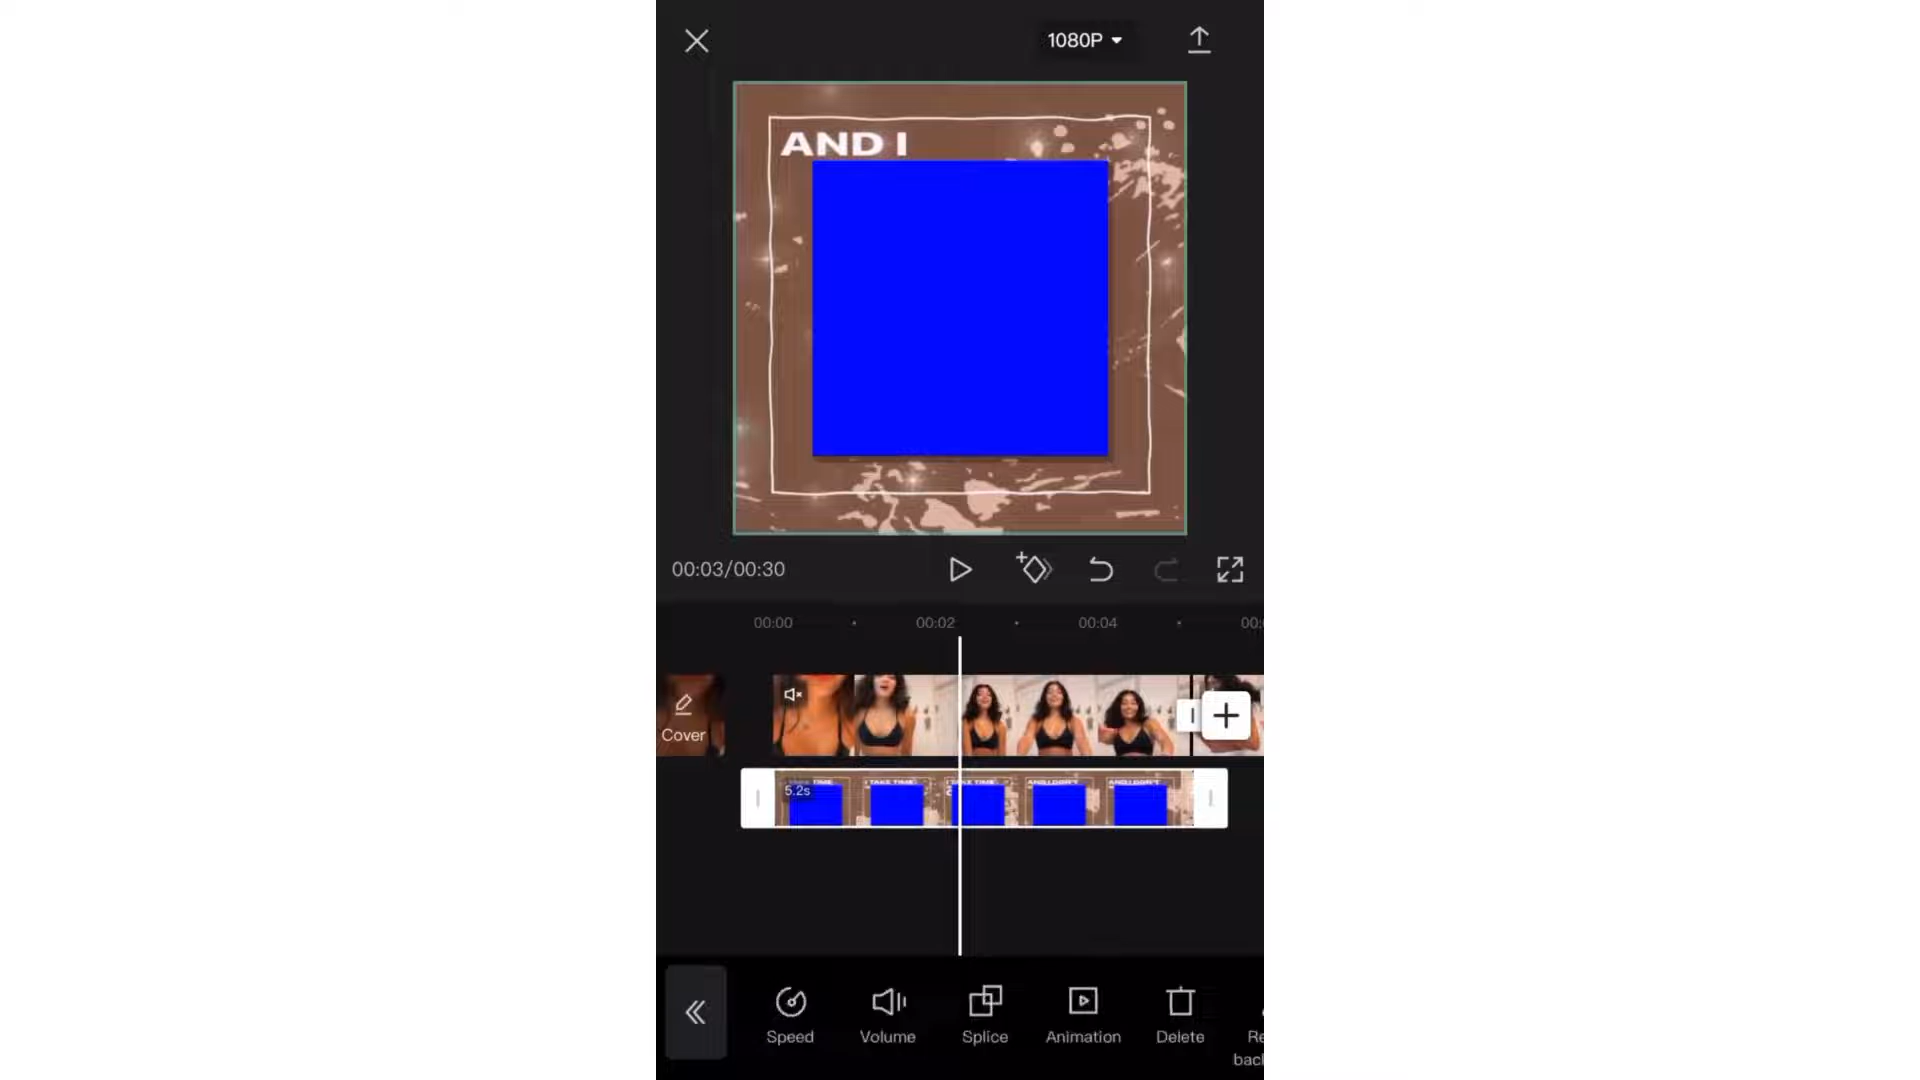 1080P
AND I
00:03/00:30
00:00
00:02
00:04
Cover
5.2s
Speed
Volume
Splice
Animation
Delete